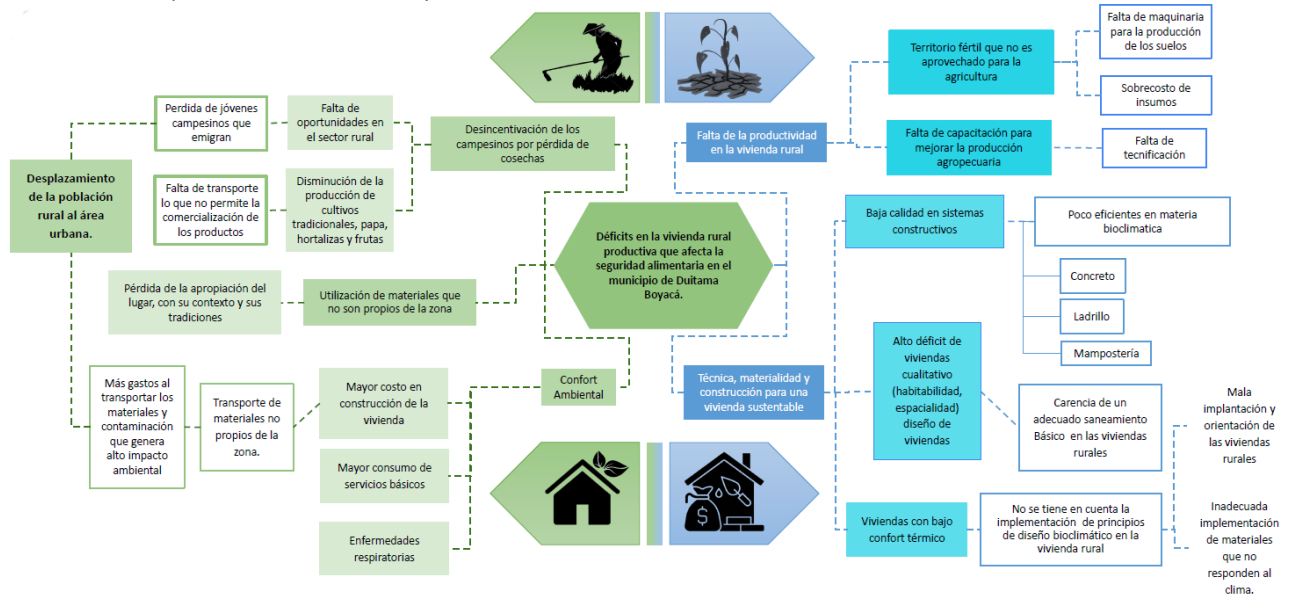 Perdida de jóvenes
campesinos que
emigran
Falta de
oportunidades en
el sector rural
Desincentivación de los
campesinos por pérdida de
cosechas
Desplazamiento
de la población
rural al área
urbana.
Falta de transporte
lo que no permite la
comercialización de
los productos
Disminución de la
producción de
cultivos
tradicionales, papa,
hortalizas y frutas
Pérdida de la apropiación del
lugar, con su contexto y sus
tradiciones
Utilización de materiales que
no son propios de la zona
Más gastos al
transportar los
materiales y
contaminación
que genera
alto impacto
ambiental
Transporte de
materiales no
propios de la
zona.
Mayor costo en
construcción de la
vivienda
Mayor consumo de
servicios básicos
Enfermedades
respiratorias
Confort
Ambiental
Déficits en la vivienda rural
productiva que afecta la
seguridad alimentaria en el
municipio de Duitama
Boyacá.
Falta de la productividad
en la vivienda rural
Territorio fértil que no es
aprovechado para la
agricultura
Falta de maquinaria
para la producción
de los suelos
Sobrecosto de
insumos
Falta de capacitación para
mejorar la producción
agropecuaria
Falta de
tecnificación
Técnica, materialidad y
construcción para una
vivienda sustentable
Baja calidad en sistemas
constructivos
Poco eficientes en materia
bioclimatica
Concreto
Ladrillo
Mampostería
Alto déficit de
viviendas
cualitativo
(habitabilidad,
espacialidad)
diseño de
viviendas
Carencia de un
adecuado saneamiento
Básico en las viviendas
rurales
Viviendas con bajo
confort térmico
No se tiene en cuenta la
implementación de principios
de diseño bioclimático en la
vivienda rural
Mala
implantación y
orientación de
las viviendas
rurales
Inadecuada
implementación
de materiales
que no
responden al
clima.